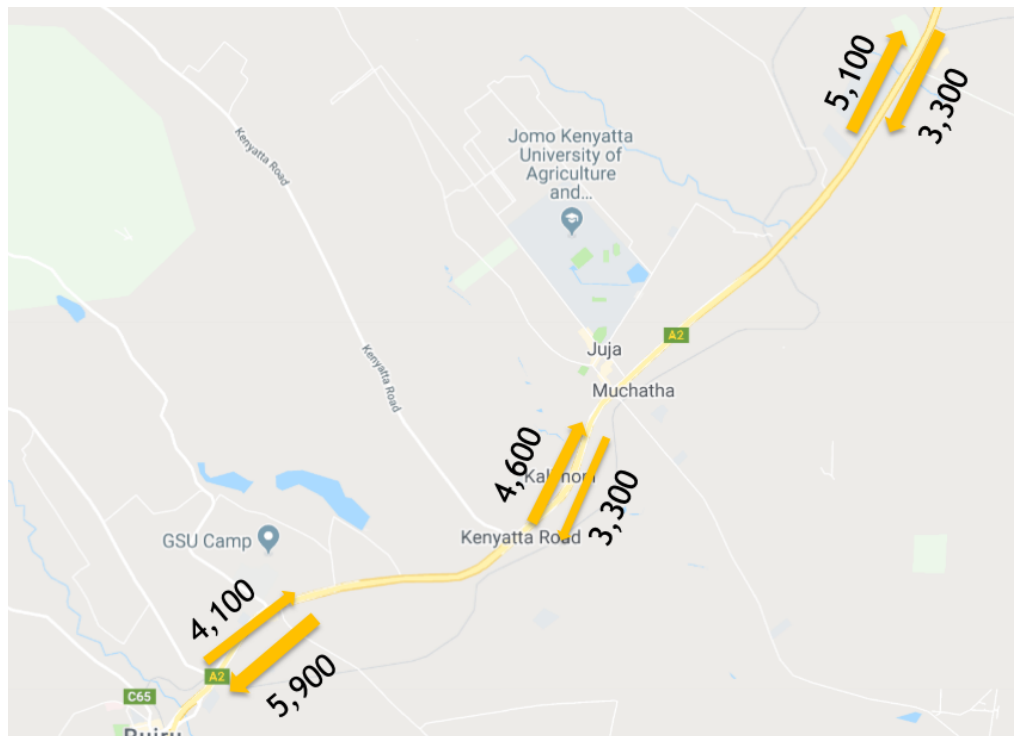 5,100
3,300
Kenyatta Road
Jomo Kenyatta
University of
Agriculture
and...
A2
Juja
Muchatha
Kenyatta Road
4,600
3,300
Kenyatta Road
GSU Camp
4,100
5,900
A2
C65
Ruiru